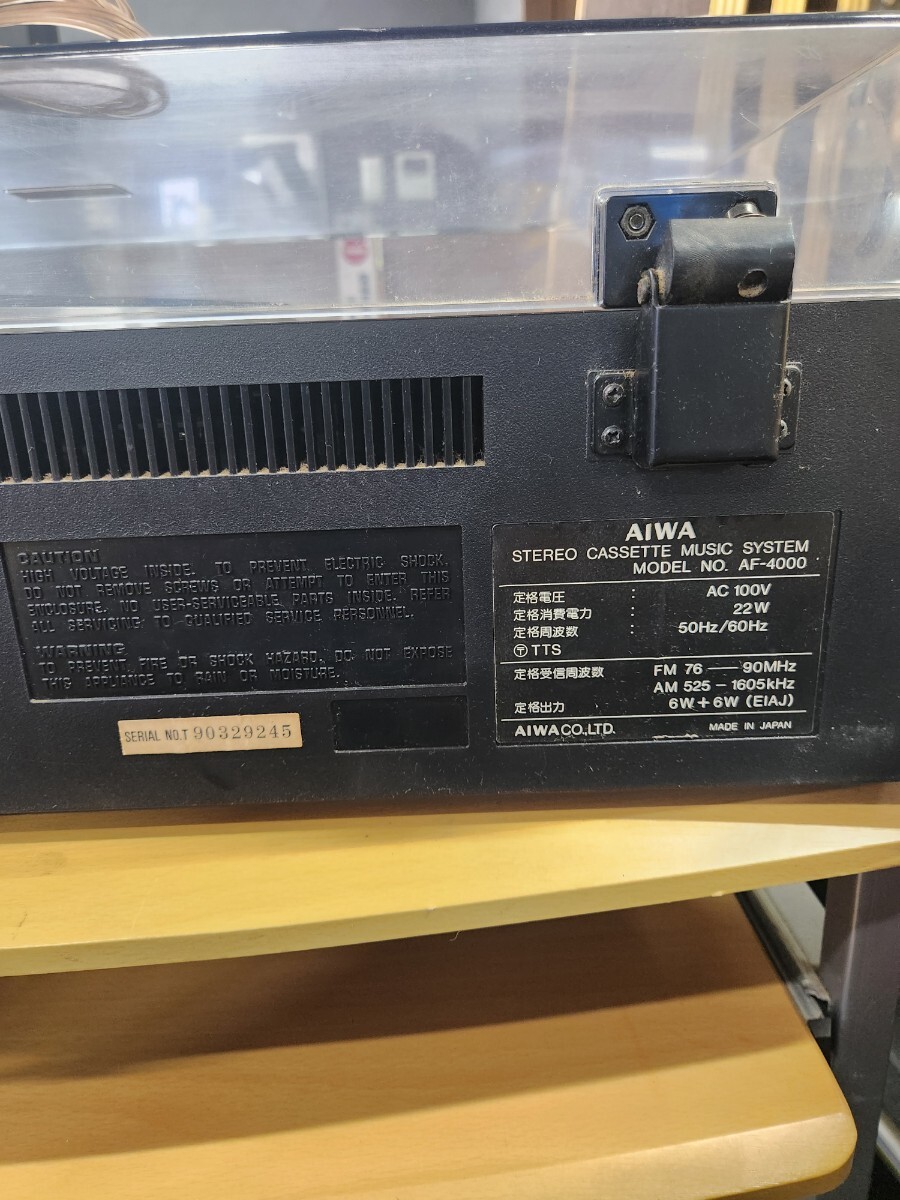 CAUTION
HIGH VOLTAGE INSIDE. TO PREVENT ELECTRIC SHOCK.
DO NOT REMOVE SCREWS OR ATTEMPT TO ENTER THIS
ENCLOSURE. NO USER-SERVICEABLE PARTS INSIDE. REFER
ALL SERVICING TO QUALIFIED SERVICE PERSONNEL.
WARNING
TO PREVENT FIRE OR SHOCK HAZARD. DO NOT EXPOSE
THIS APPLIANCE TO RAIN OR MOISTURE.
SERIAL NO.T 90329245
AIWA
STEREO CASSETTE MUSIC SYSTEM
MODEL NO. AF-4000
定格電圧 : AC 100V
定格消費電力 : 22W
定格周波数 : 50Hz/60Hz
〶TTS
定格受信周波数 FM 76 — 90MHz
AM 525 - 1605kHz
定格出力 6W+6W (EIAJ)
AIWA CO.,LTD. MADE IN JAPAN